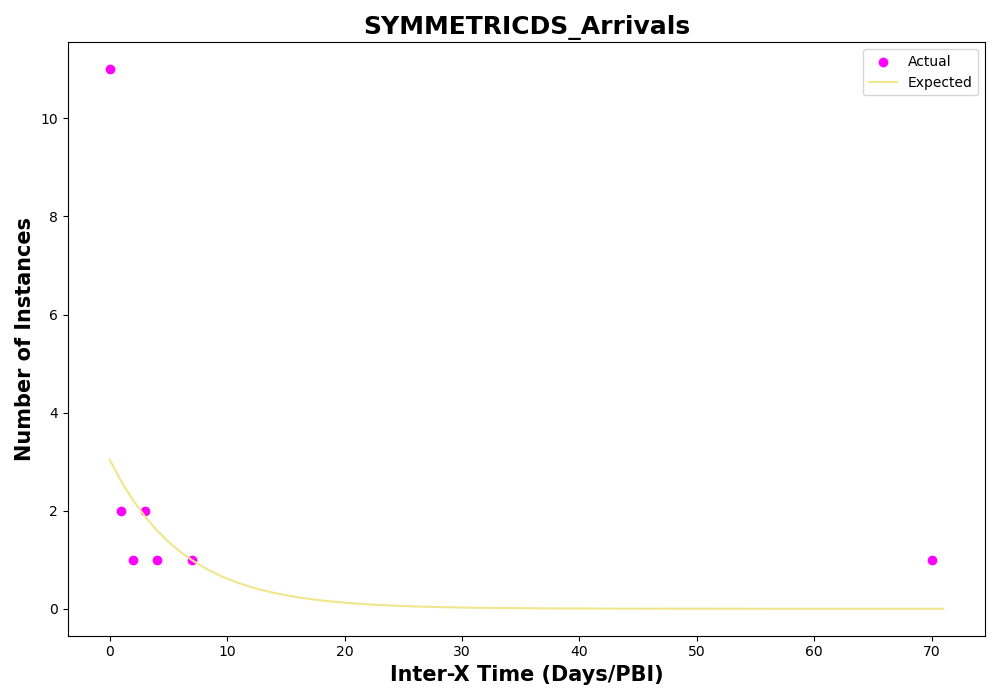 SYMMETRICDS_Arrivals
Actual
Expected
Number of Instances
10
8
6
4
2
0
0 10 20 30 40 50 60 70
Inter-X Time (Days/PBI)